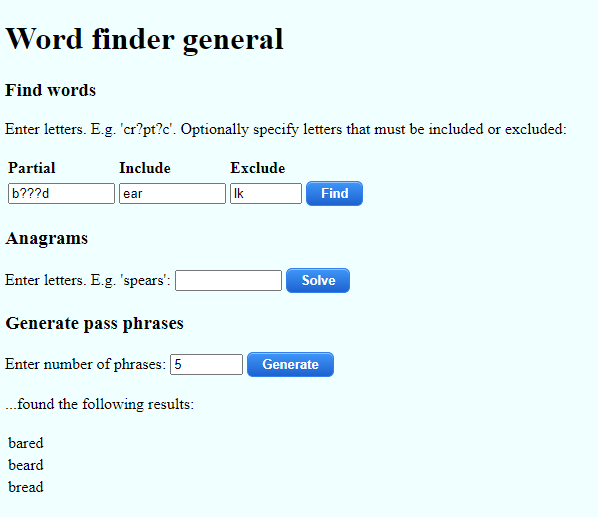 Word finder general
Find words
Enter letters. E.g. 'cr?pt?c'. Optionally specify letters that must be included or excluded:
Partial Include Exclude
b???d ear lk Find
Anagrams
Enter letters. E.g. 'spears': Solve
Generate pass phrases
Enter number of phrases: 5 Generate
...found the following results:
bared
beard
bread